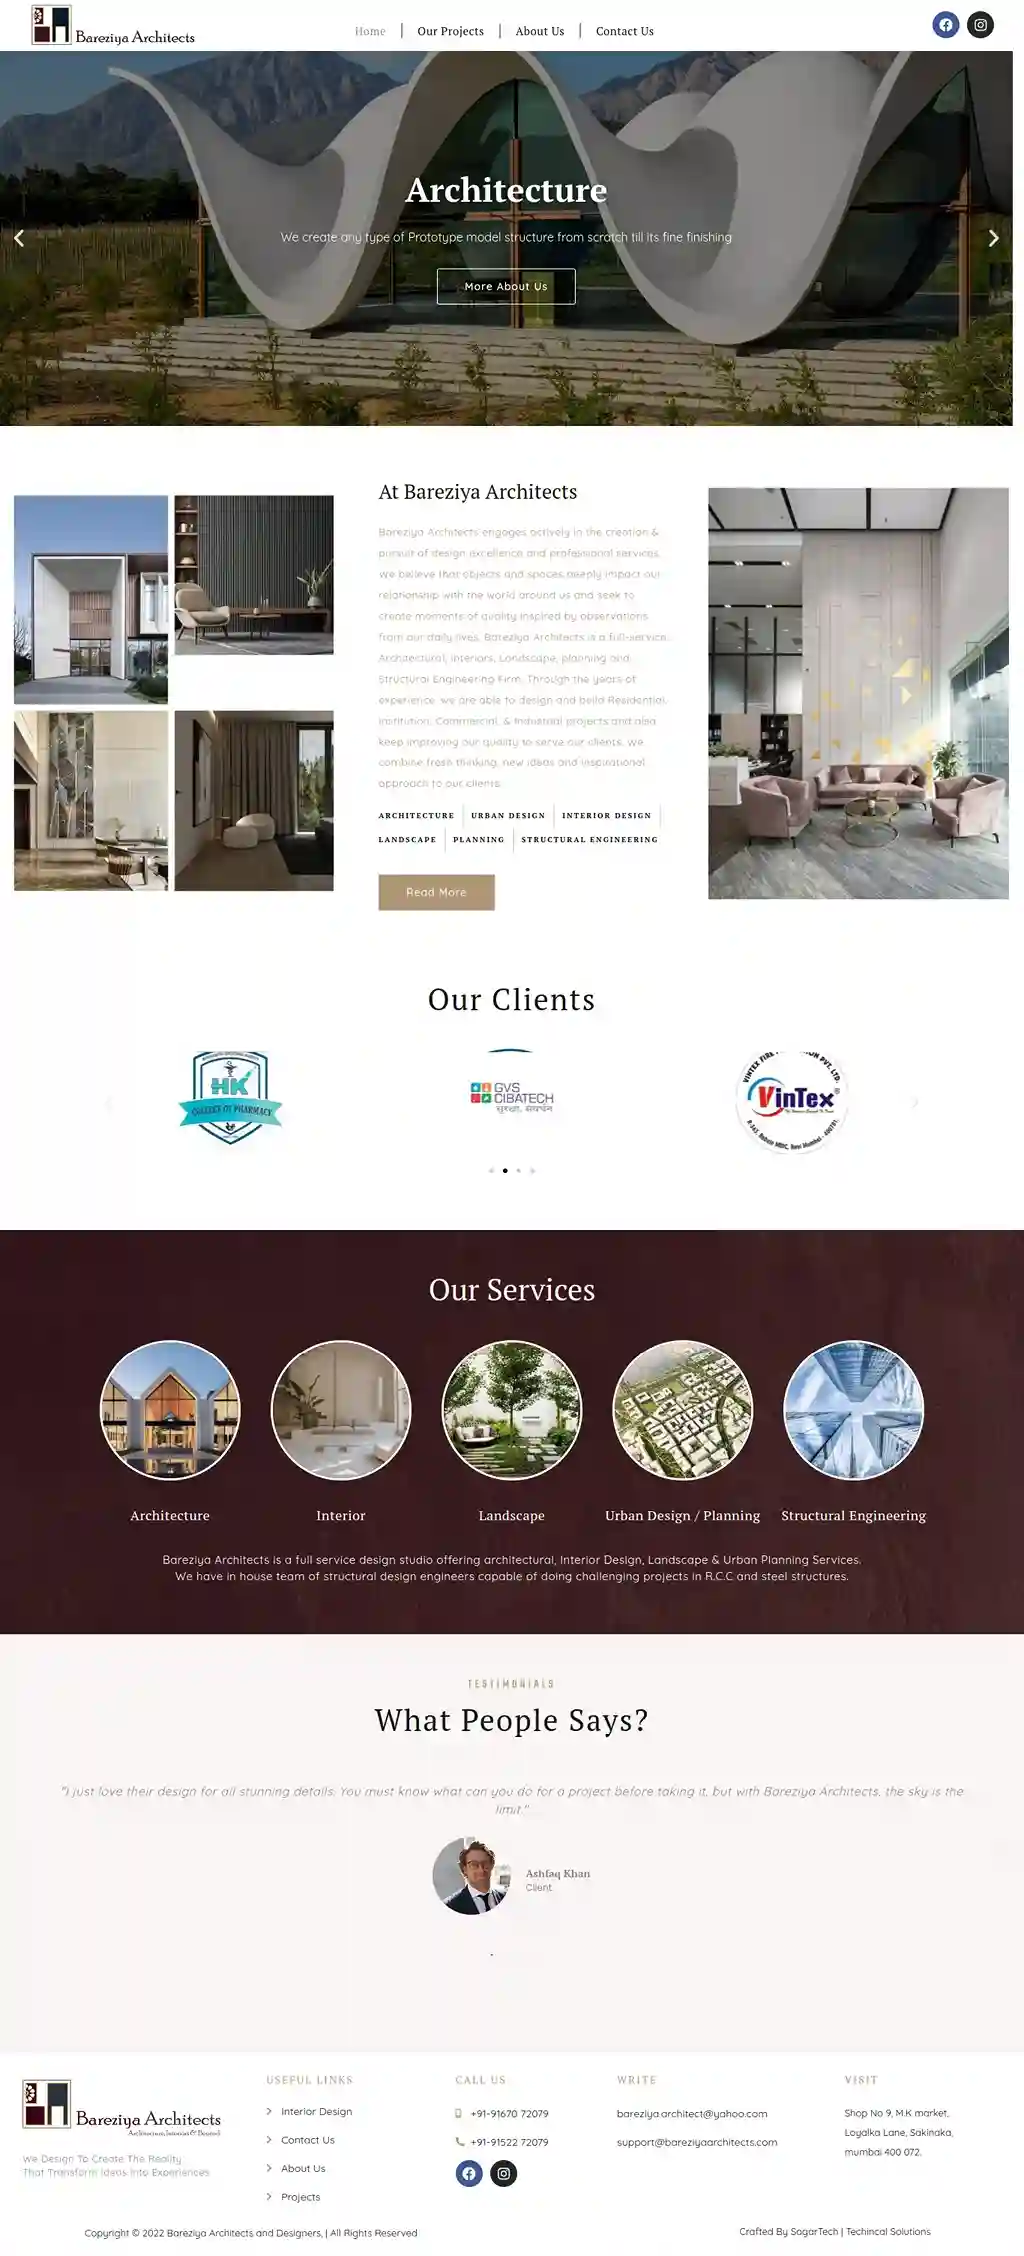 Bareziya Architects
Home
Our Projects
About Us
Contact Us
Architecture
We create any type of Prototype model structure from scratch till its fine finishing
More About Us
At Bareziya Architects
Bareziya Architects engages actively in the creation &
pursuit of design excellence and professional services.
We believe that objects and spaces deeply impact our
relationship with the world around us and seek to
create moments of quality inspired by observations
from our daily lives. Bareziya Architects is a full-service,
Architectural, Interiors, Landscape, planning and
Structural Engineering Firm. Through the years of
experience, we are able to design and build Residential,
Institution, Commercial, & Industrial projects and also
keep improving our quality to serve our clients. We
combine fresh thinking, new ideas and inspirational
approach to our clients.
ARCHITECTURE
URBAN DESIGN
INTERIOR DESIGN
LANDSCAPE
PLANNING
STRUCTURAL ENGINEERING
Read More
Our Clients
HK
COLLEGE OF PHARMACY
GVS
CIBATECH
सुरक्षा, संवर्धन
VinTex
Our Services
Architecture
Interior
Landscape
Urban Design / Planning
Structural Engineering
Bareziya Architects is a full service design studio offering architectural, Interior Design, Landscape & Urban Planning Services.
We have in house team of structural design engineers capable of doing challenging projects in R.C.C and steel structures.
TESTIMONIALS
What People Says?
"I just love their design for all stunning details. You must know what can you do for a project before taking it, but with Bareziya Architects, the sky is the
limit."
Ashfaq Khan
Client
Bareziya Architects
Architecture, Interiors & Beyond
We Design To Create The Reality
That Transform Ideas Into Experiences
USEFUL LINKS
Interior Design
Contact Us
About Us
Projects
CALL US
+91-91670 72079
+91-91522 72079
WRITE
bareziya.architect@yahoo.com
support@bareziyaarchitects.com
VISIT
Shop No 9, M.K market,
Loyalka Lane, Sakinaka,
mumbai 400 072.
Copyright © 2022 Bareziya Architects and Designers, | All Rights Reserved
Crafted By SagarTech | Techincal Solutions